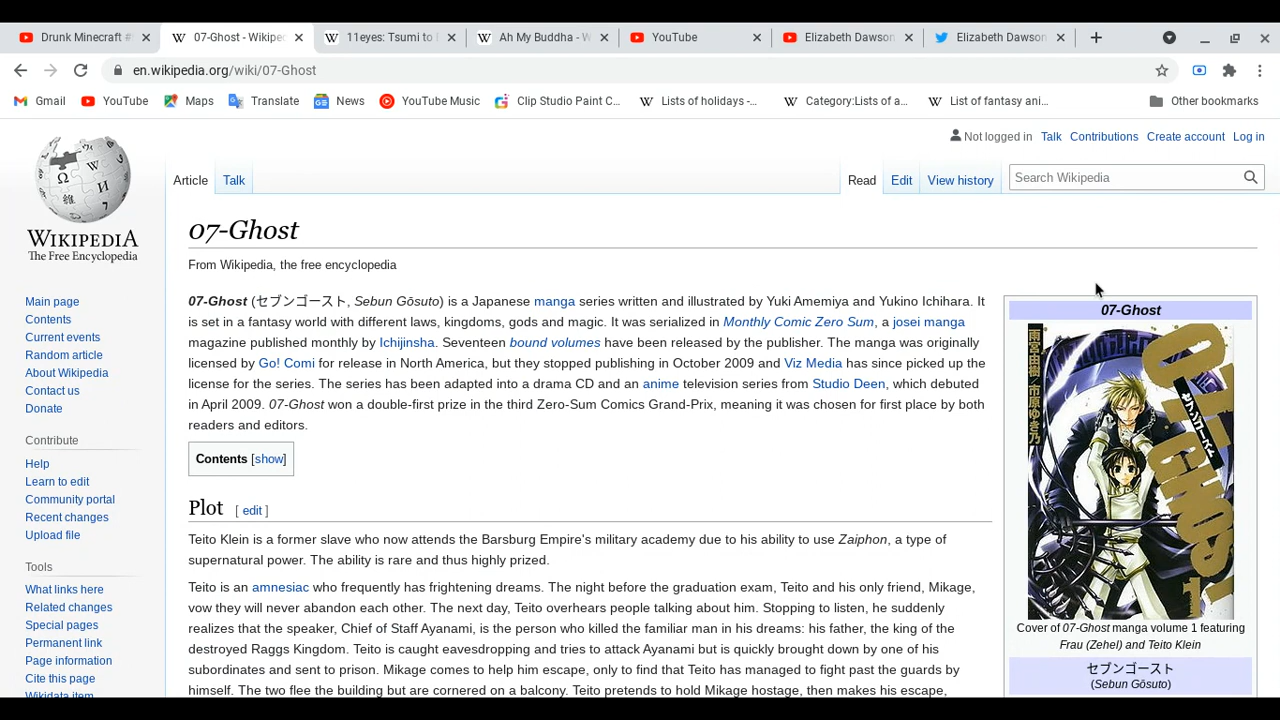 Drunk Minecraft #
07-Ghost - Wikipe
11eyes: Tsumi to
Ah My Buddha - W
YouTube
Elizabeth Dawson
Elizabeth Dawson
en.wikipedia.org/wiki/07-Ghost
Gmail
YouTube
Maps
Translate
News
YouTube Music
Clip Studio Paint C...
Lists of holidays -...
Category:Lists of a...
List of fantasy ani...
Other bookmarks
Not logged in Talk Contributions Create account Log in
Article Talk Read Edit View history Search Wikipedia
WIKIPEDIA
The Free Encyclopedia
Main page
Contents
Current events
Random article
About Wikipedia
Contact us
Donate
Contribute
Help
Learn to edit
Community portal
Recent changes
Upload file
Tools
What links here
Related changes
Special pages
Permanent link
Page information
Cite this page
Wikidata item
07-Ghost
From Wikipedia, the free encyclopedia
07-Ghost (セブンゴースト, Sebun Gōsuto) is a Japanese manga series written and illustrated by Yuki Amemiya and Yukino Ichihara. It
is set in a fantasy world with different laws, kingdoms, gods and magic. It was serialized in Monthly Comic Zero Sum, a josei manga
magazine published monthly by Ichijinsha. Seventeen bound volumes have been released by the publisher. The manga was originally
licensed by Go! Comi for release in North America, but they stopped publishing in October 2009 and Viz Media has since picked up the
license for the series. The series has been adapted into a drama CD and an anime television series from Studio Deen, which debuted
in April 2009. 07-Ghost won a double-first prize in the third Zero-Sum Comics Grand-Prix, meaning it was chosen for first place by both
readers and editors.
Contents [show]
Plot [ edit ]
Teito Klein is a former slave who now attends the Barsburg Empire's military academy due to his ability to use Zaiphon, a type of
supernatural power. The ability is rare and thus highly prized.
Teito is an amnesiac who frequently has frightening dreams. The night before the graduation exam, Teito and his only friend, Mikage,
vow they will never abandon each other. The next day, Teito overhears people talking about him. Stopping to listen, he suddenly
realizes that the speaker, Chief of Staff Ayanami, is the person who killed the familiar man in his dreams: his father, the king of the
destroyed Raggs Kingdom. Teito is caught eavesdropping and tries to attack Ayanami but is quickly brought down by one of his
subordinates and sent to prison. Mikage comes to help him escape, only to find that Teito has managed to fight past the guards by
himself. The two flee the building but are cornered on a balcony. Teito pretends to hold Mikage hostage, then makes his escape,
07-Ghost
雨宮由樹/市原ゆき乃
07-GHOST
セブンゴースト
1
Cover of 07-Ghost manga volume 1 featuring
Frau (Zehel) and Teito Klein
セブンゴースト
(Sebun Gōsuto)